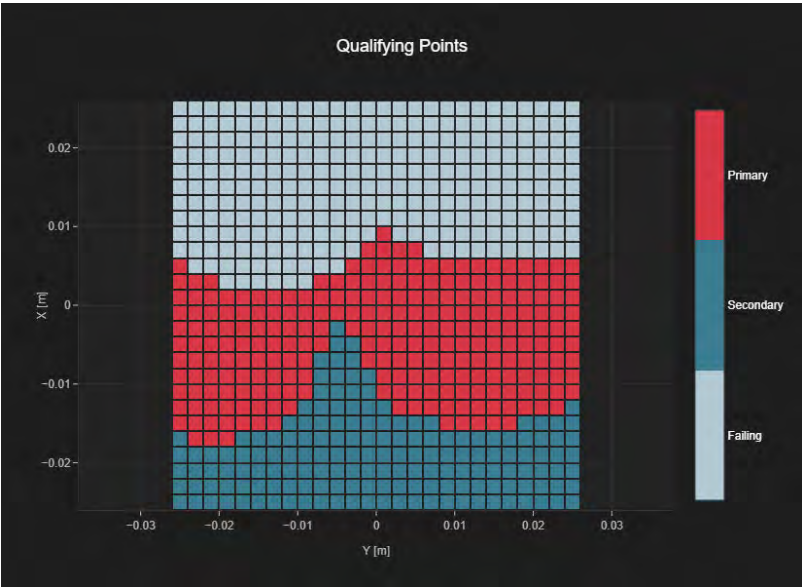 Qualifying Points
0.02
0.01
0
−0.01
−0.02
X [m]
−0.03 −0.02 −0.01 0 0.01 0.02 0.03
Y [m]
Primary
Secondary
Failing